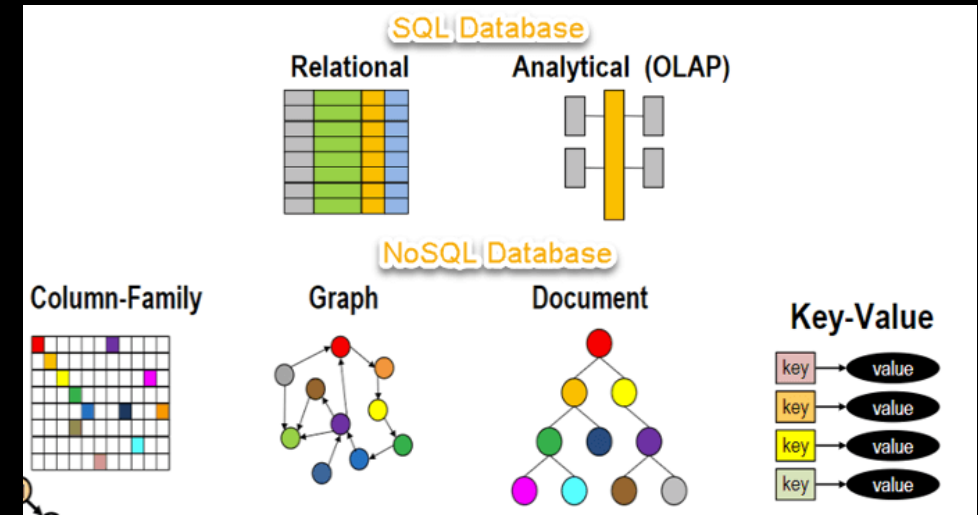 SQL Database
Relational
Analytical (OLAP)
NoSQL Database
Column-Family
Graph
Document
Key-Value
key
value
key
value
key
value
key
value